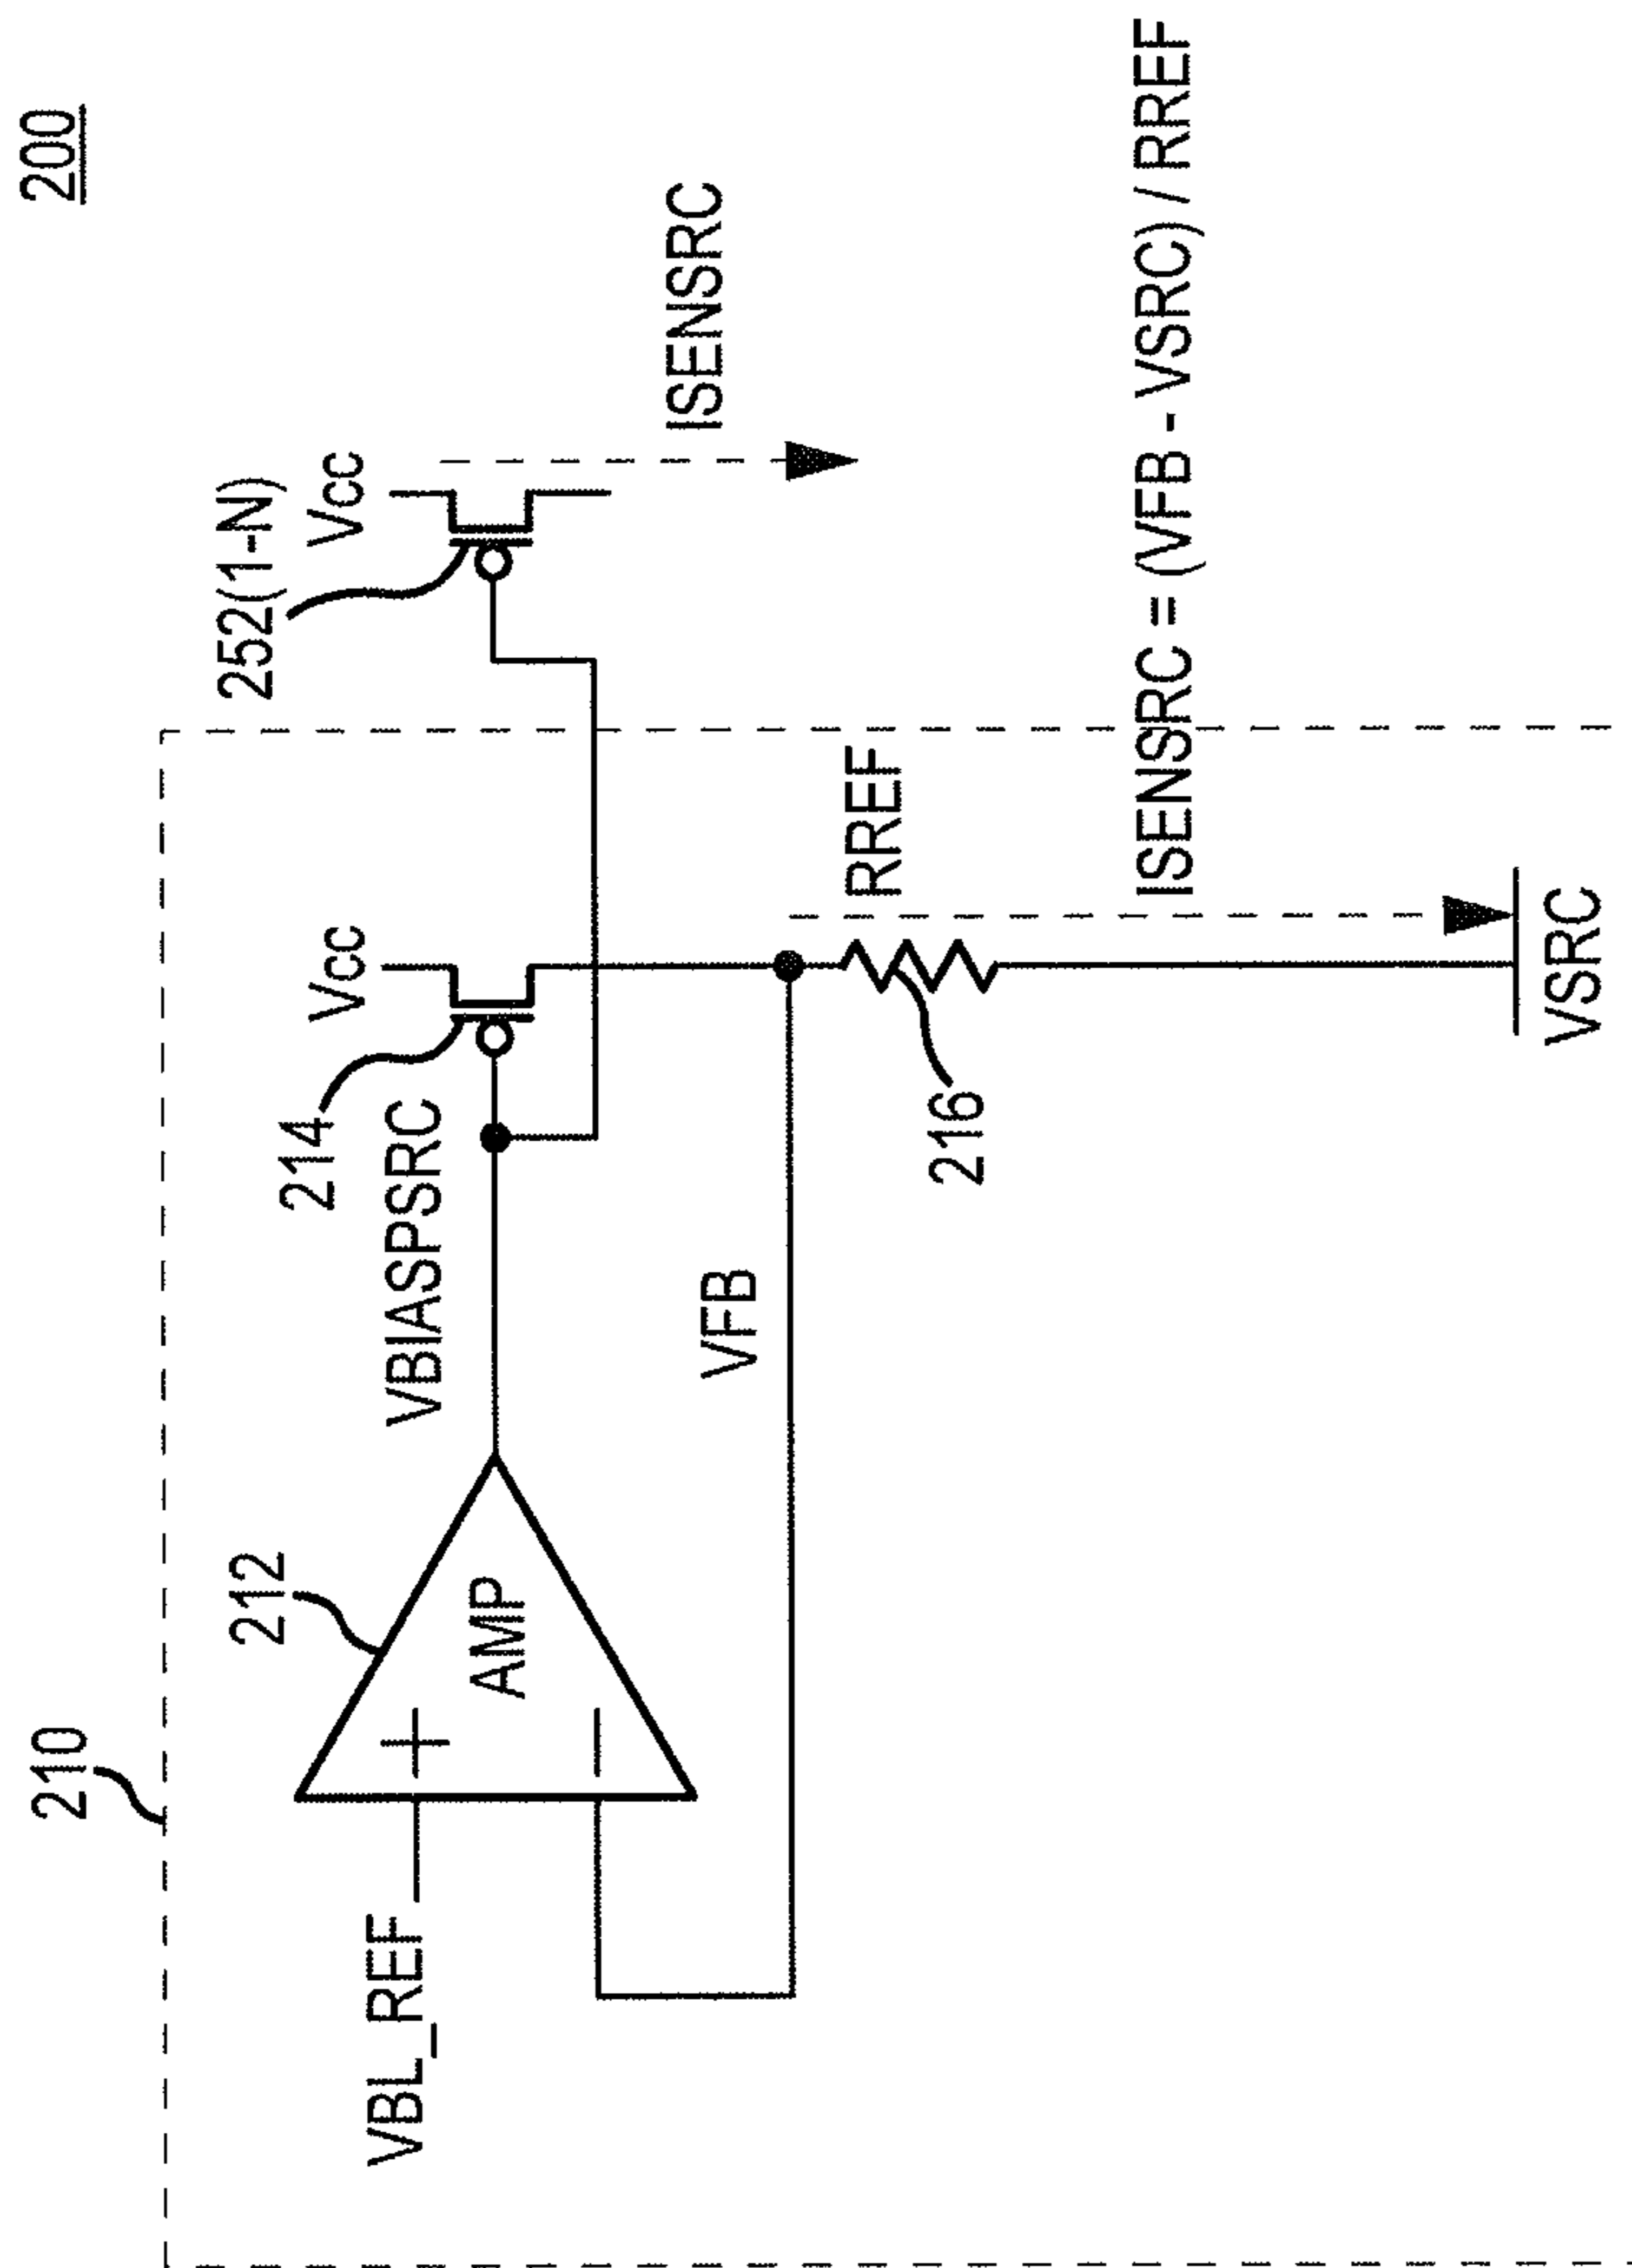 200
210
252(1-N)
212
214
Vcc
Vcc
VBIASPSRC
VBL_REF
+
AMP
−
ISENSRC
VFB
RREF
216
ISENSRC = (VFB - VSRC) / RREF
VSRC